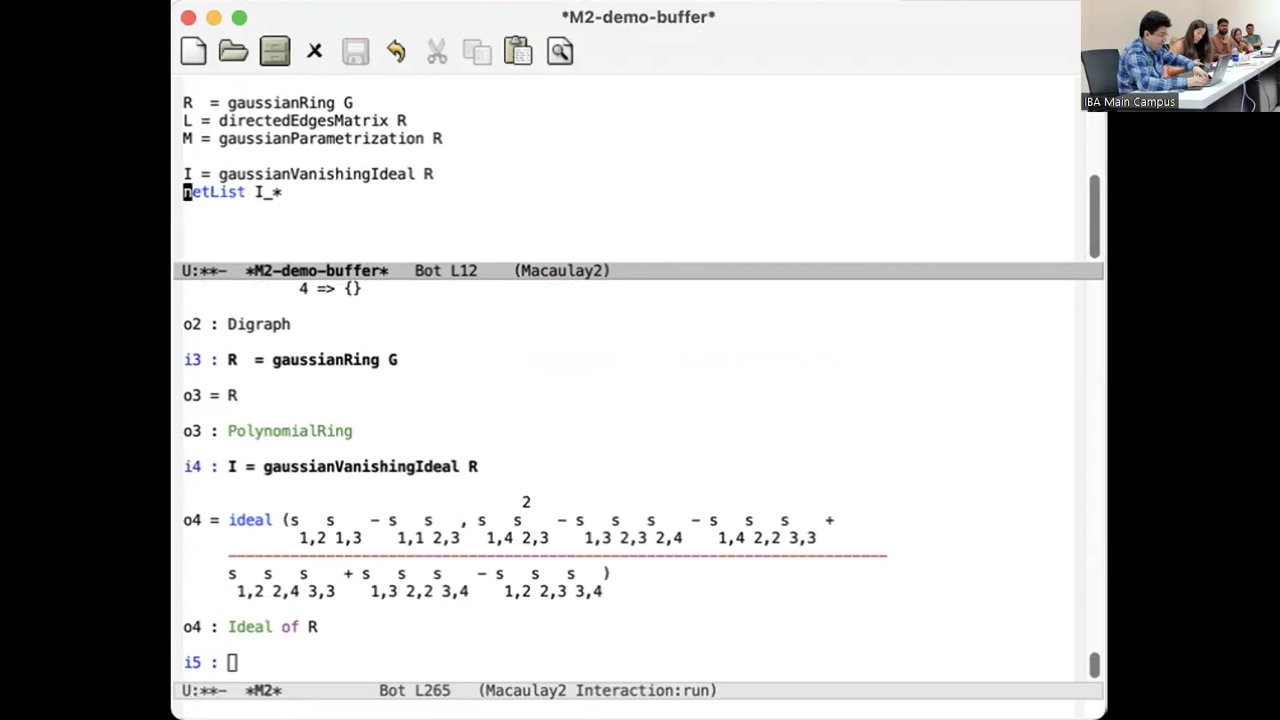 *M2-demo-buffer*
IBA Main Campus
R  = gaussianRing G
L = directedEdgesMatrix R
M = gaussianParametrization R
I = gaussianVanishingIdeal R
netList I_*
U:**-  *M2-demo-buffer*   Bot L12    (Macaulay2)
4 => {}
o2 : Digraph
i3 : R  = gaussianRing G
o3 = R
o3 : PolynomialRing
i4 : I = gaussianVanishingIdeal R
2
o4 = ideal (s   s    - s   s   , s   s    - s   s   s    - s   s   s    +
1,2 1,3    1,1 2,3   1,4 2,3    1,3 2,3 2,4    1,4 2,2 3,3
s   s   s    + s   s   s    - s   s   s   )
1,2 2,4 3,3    1,3 2,2 3,4    1,2 2,3 3,4
o4 : Ideal of R
i5 :
U:**-  *M2*           Bot L265   (Macaulay2 Interaction:run)